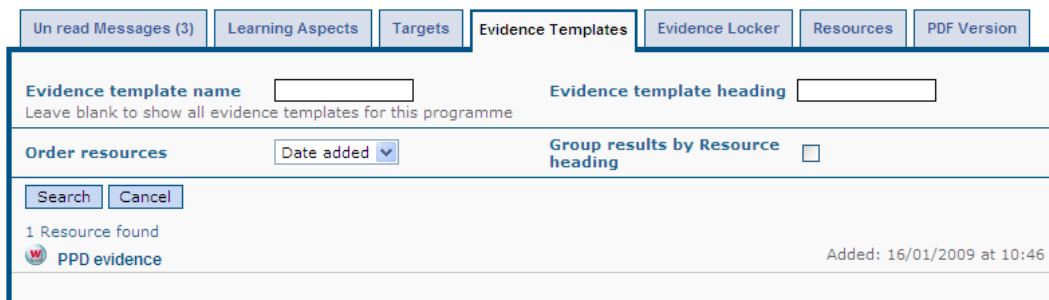 Un read Messages (3) Learning Aspects Targets Evidence Templates Evidence Locker Resources PDF Version
Evidence template name Evidence template heading
Leave blank to show all evidence templates for this programme
Order resources Date added Group results by Resource heading
Search Cancel
1 Resource found
W PPD evidence Added: 16/01/2009 at 10:46